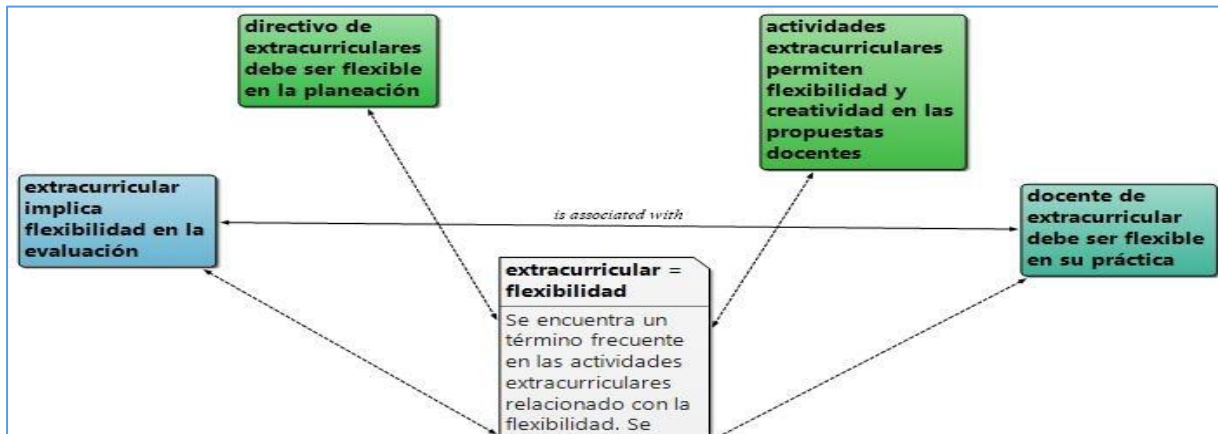 directivo de
extracurriculares
debe ser flexible
en la planeación
actividades
extracurriculares
permiten
flexibilidad y
creatividad en las
propuestas
docentes
extracurricular
implica
flexibilidad en la
evaluación
is associated with
docente de
extracurricular
debe ser flexible
en su práctica
extracurricular =
flexibilidad
Se encuentra un
término frecuente
en las actividades
extracurriculares
relacionado con la
flexibilidad. Se